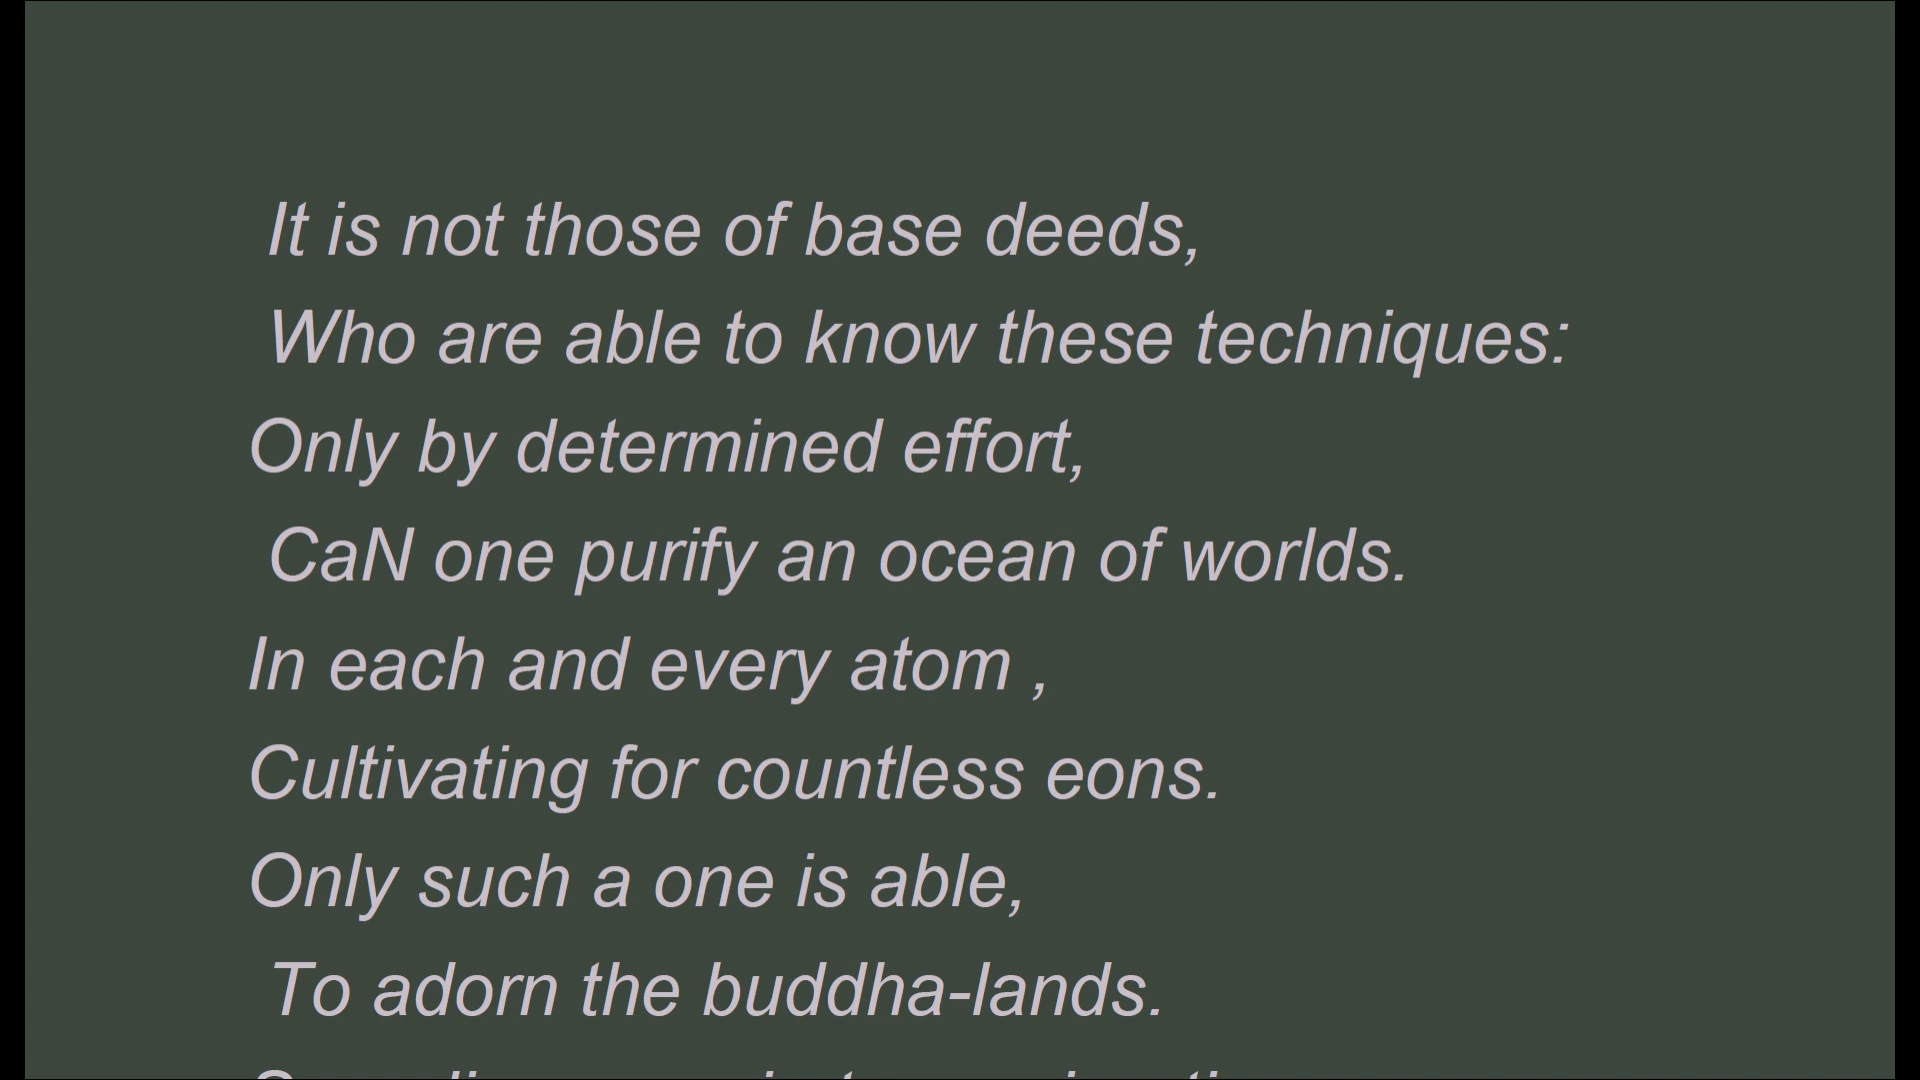 It is not those of base deeds,
Who are able to know these techniques:
Only by determined effort,
CaN one purify an ocean of worlds.
In each and every atom ,
Cultivating for countless eons.
Only such a one is able,
To adorn the buddha-lands.